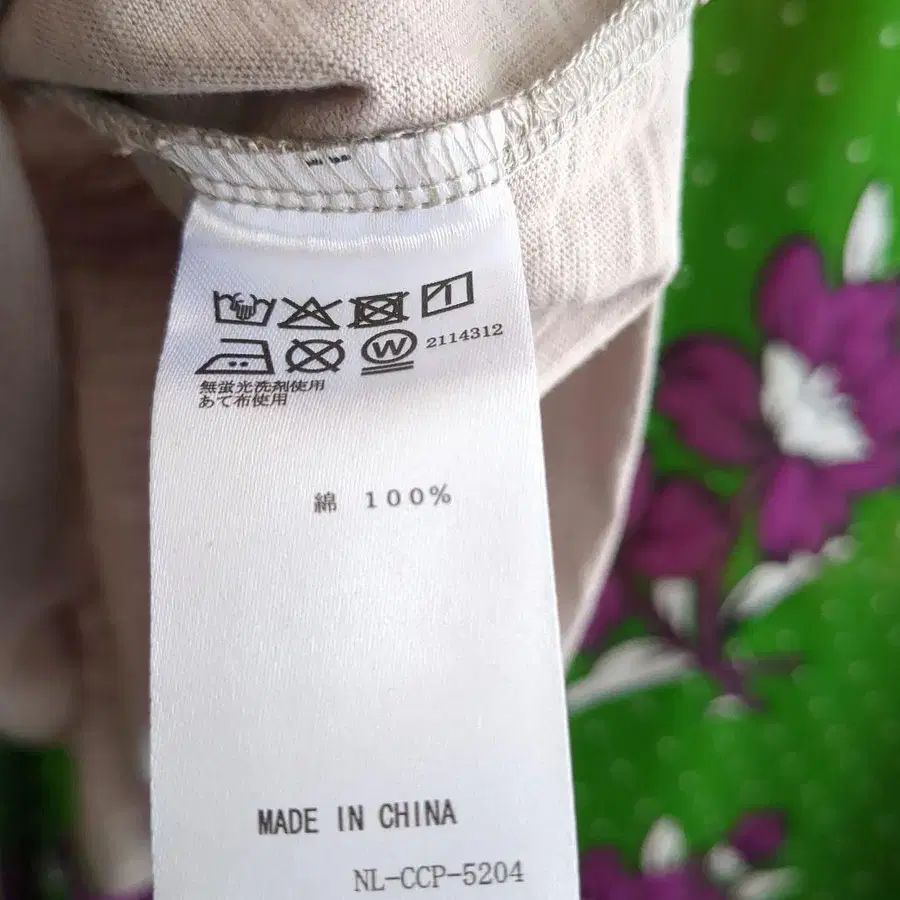 W 2114312
無蛍光洗剤使用
あて布使用
綿 100%
MADE IN CHINA
NL-CCP-5204